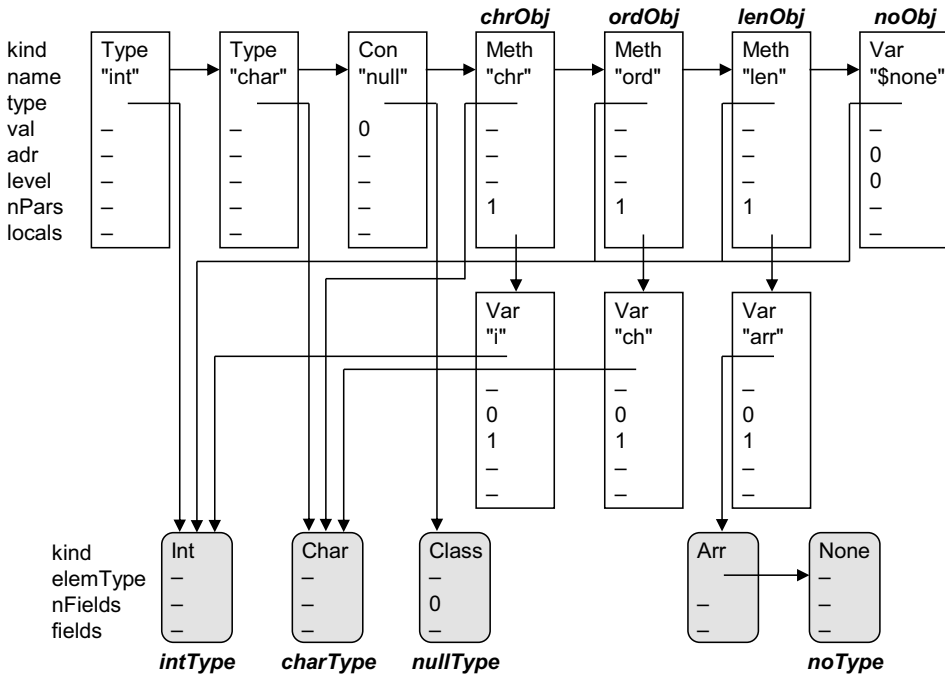 chrObj ordObj lenObj noObj
kind Type Type Con Meth Meth Meth Var
name "int" "char" "null" "chr" "ord" "len" "$none"
type
val – – 0 – – – –
adr – – – – – – 0
level – – – – – – 0
nPars – – – 1 1 1 –
locals – – – –
Var Var Var
"i" "ch" "arr"
– – –
0 0 0
1 1 1
– – –
– – –
kind Int Char Class Arr None
elemType – – – –
nFields – – 0 – –
fields – – – – –
intType charType nullType noType